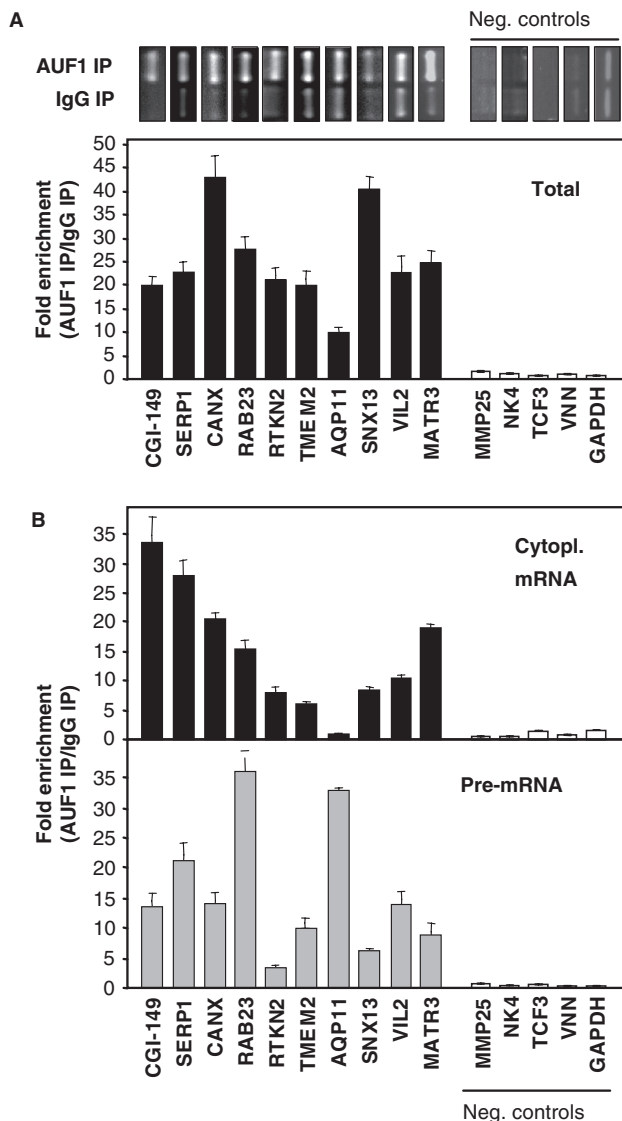 A
Neg. controls
AUF1 IP
IgG IP
Fold enrichment
(AUF1 IP/IgG IP)
50
45
40
35
30
25
20
15
10
5
0
Total
CGI-149
SERP1
CANX
RAB23
RTKN2
TMEM2
AQP11
SNX13
VIL2
MATR3
MMP25
NK4
TCF3
VNN
GAPDH
B
Fold enrichment
(AUF1 IP/IgG IP)
35
30
25
20
15
10
5
0
Cytopl.
mRNA
35
30
25
20
15
10
5
0
Pre-mRNA
CGI-149
SERP1
CANX
RAB23
RTKN2
TMEM2
AQP11
SNX13
VIL2
MATR3
MMP25
NK4
TCF3
VNN
GAPDH
Neg. controls